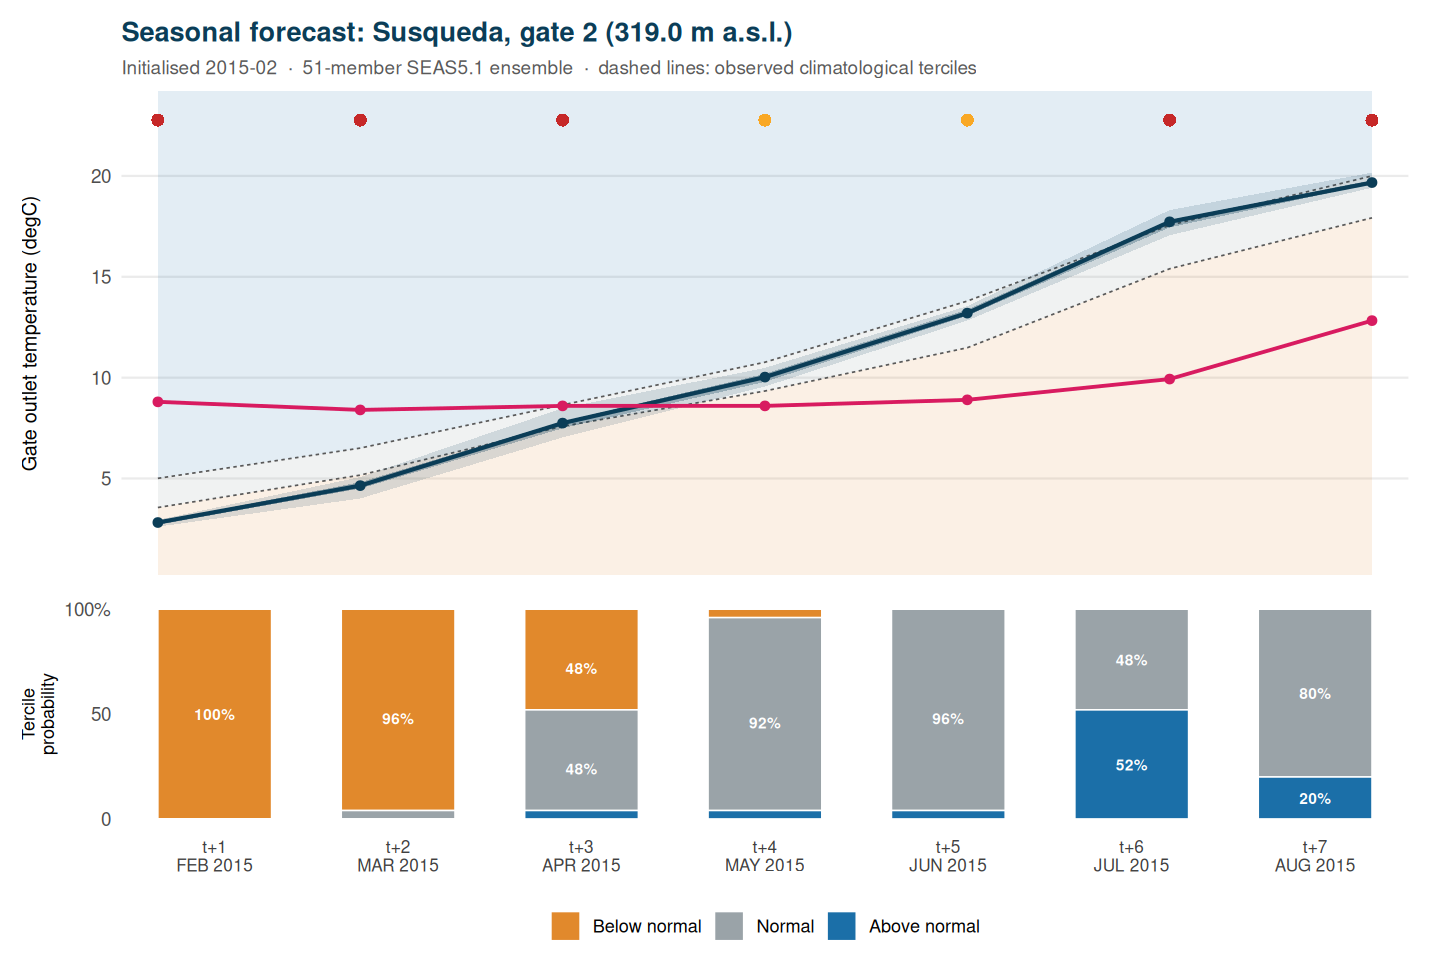 Seasonal forecast: Susqueda, gate 2 (319.0 m a.s.l.)
Initialised 2015-02 · 51-member SEAS5.1 ensemble · dashed lines: observed climatological terciles
Gate outlet temperature (degC)
20
15
10
5
Tercile
probability
100%
50
0
100%
96%
48%
48%
92%
96%
48%
52%
80%
20%
t+1
FEB 2015
t+2
MAR 2015
t+3
APR 2015
t+4
MAY 2015
t+5
JUN 2015
t+6
JUL 2015
t+7
AUG 2015
Below normal
Normal
Above normal